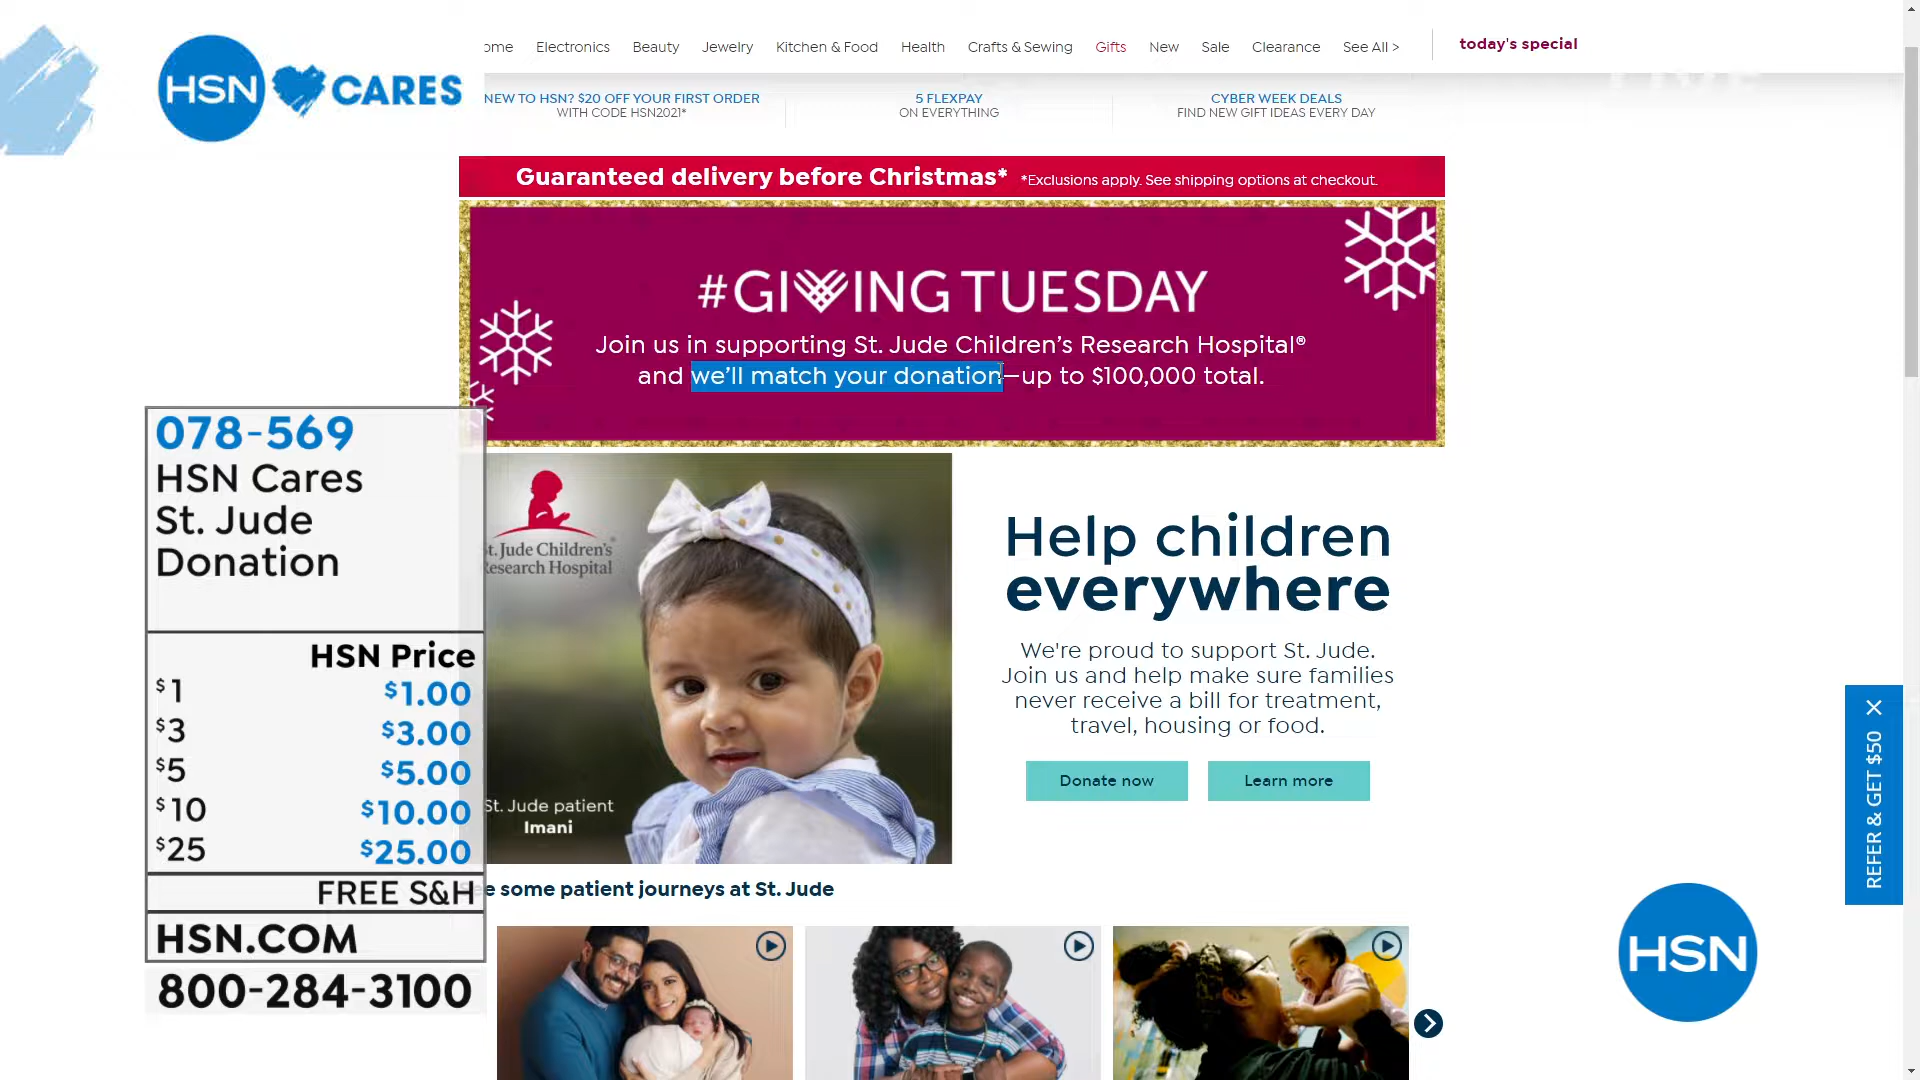 HSN CARES
ome Electronics Beauty Jewelry Kitchen & Food Health Crafts & Sewing Gifts New Sale Clearance See All >
today's special
NEW TO HSN? $20 OFF YOUR FIRST ORDER
WITH CODE HSN2021*
5 FLEXPAY
ON EVERYTHING
CYBER WEEK DEALS
FIND NEW GIFT IDEAS EVERY DAY
Guaranteed delivery before Christmas* *Exclusions apply. See shipping options at checkout.
#GIVING TUESDAY
Join us in supporting St. Jude Children's Research Hospital®
and we'll match your donation—up to $100,000 total.
078-569
HSN Cares
St. Jude
Donation
HSN Price
$1 $1.00
$3 $3.00
$5 $5.00
$10 $10.00
$25 $25.00
FREE S&H
HSN.COM
800-284-3100
t. Jude Children's
esearch Hospital
St. Jude patient
Imani
Help children
everywhere
We're proud to support St. Jude.
Join us and help make sure families
never receive a bill for treatment,
travel, housing or food.
Donate now
Learn more
REFER & GET $50
ee some patient journeys at St. Jude
HSN